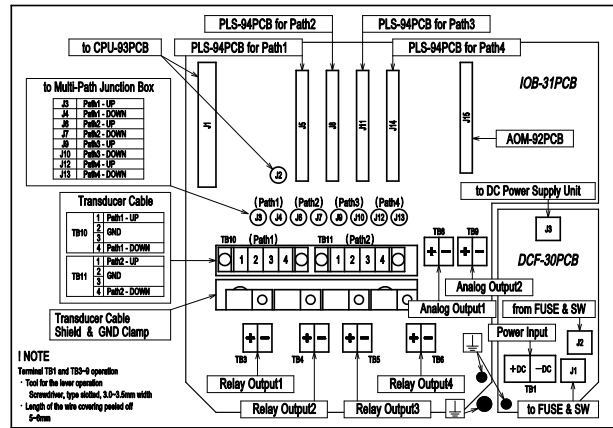 PLS-94PCB for Path2
PLS-94PCB for Path3
to CPU-93PCB
PLS-94PCB for Path1
PLS-94PCB for Path4
to Multi-Path Junction Box
J3 Path1 - UP
J4 Path1 - DOWN
J6 Path2 - UP
J7 Path2 - DOWN
J9 Path3 - UP
J10 Path3 - DOWN
J12 Path4 - UP
J13 Path4 - DOWN
J1
J5
J8
J11
J14
J15
IOB-31PCB
AOM-92PCB
J2
to DC Power Supply Unit
(Path1) (Path2) (Path3) (Path4)
J3 J4 J6 J7 J9 J10 J12 J13
Transducer Cable
TB10
1 Path1 - UP
2 GND
3
4 Path1 - DOWN
TB11
1 Path2 - UP
2 GND
3
4 Path2 - DOWN
TB10 (Path1) TB11 (Path2)
1 2 3 4 1 2 3 4
TB8 TB9
+ - + -
J3
DCF-30PCB
Analog Output2
Analog Output1
Transducer Cable
Shield & GND Clamp
from FUSE & SW
Power Input
+ - + - + - + -
TB3 TB4 TB5 TB6
J2
+DC -DC
TB1
J1
Relay Output1
Relay Output4
Relay Output2
Relay Output3
to FUSE & SW
! NOTE
Terminal TB1 and TB3-9 operation
· Tool for the lever operation
Screwdriver, type slotted, 3.0-3.5mm width
· Length of the wire covering peeled off
5-6mm